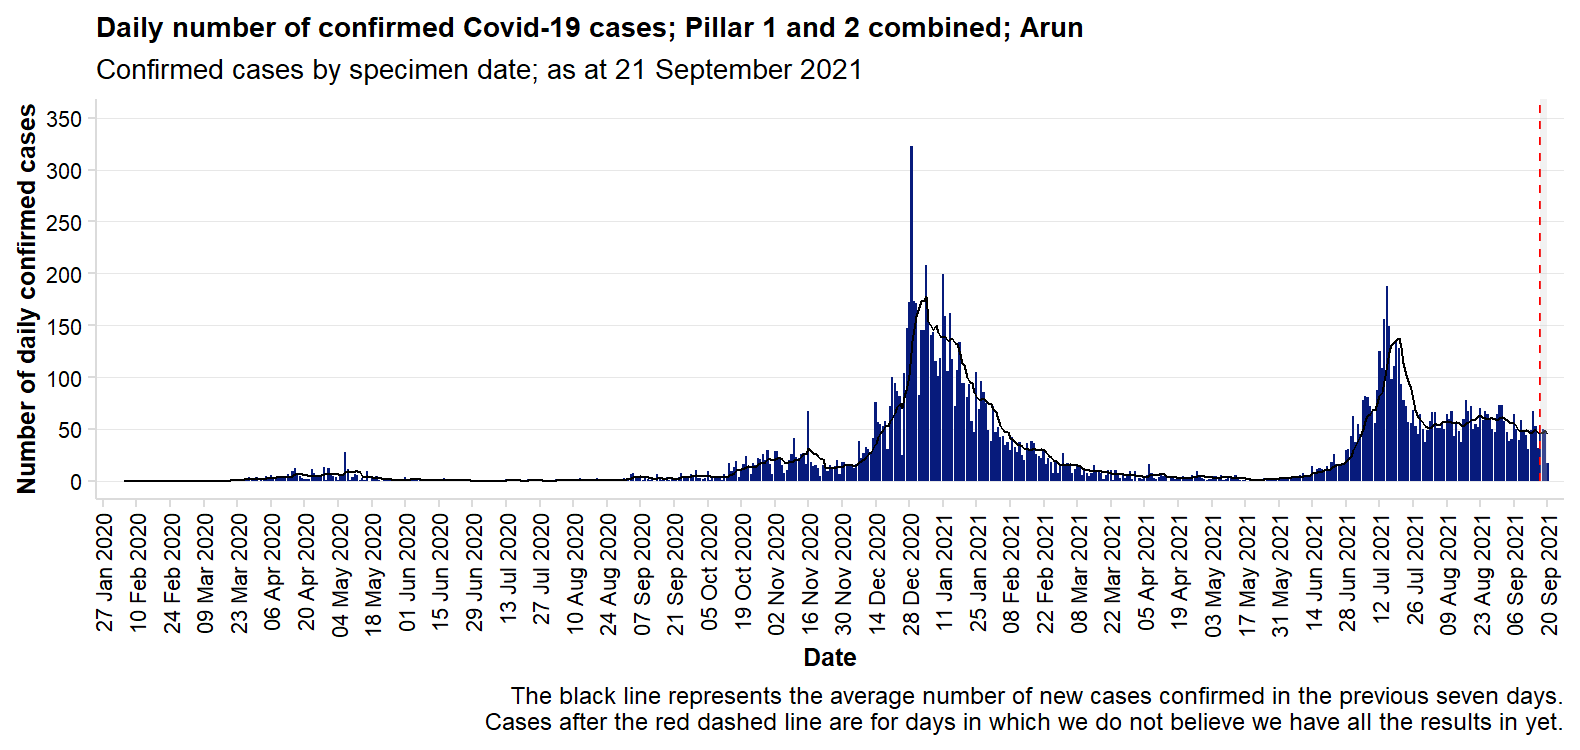 Daily number of confirmed Covid-19 cases; Pillar 1 and 2 combined; Arun
Confirmed cases by specimen date; as at 21 September 2021
Number of daily confirmed cases
350
300
250
200
150
100
50
0
27 Jan 2020
10 Feb 2020
24 Feb 2020
09 Mar 2020
23 Mar 2020
06 Apr 2020
20 Apr 2020
04 May 2020
18 May 2020
01 Jun 2020
15 Jun 2020
29 Jun 2020
13 Jul 2020
27 Jul 2020
10 Aug 2020
24 Aug 2020
07 Sep 2020
21 Sep 2020
05 Oct 2020
19 Oct 2020
02 Nov 2020
16 Nov 2020
30 Nov 2020
14 Dec 2020
28 Dec 2020
11 Jan 2021
25 Jan 2021
08 Feb 2021
22 Feb 2021
08 Mar 2021
22 Mar 2021
05 Apr 2021
19 Apr 2021
03 May 2021
17 May 2021
31 May 2021
14 Jun 2021
28 Jun 2021
12 Jul 2021
26 Jul 2021
09 Aug 2021
23 Aug 2021
06 Sep 2021
20 Sep 2021
Date
The black line represents the average number of new cases confirmed in the previous seven days.
Cases after the red dashed line are for days in which we do not believe we have all the results in yet.